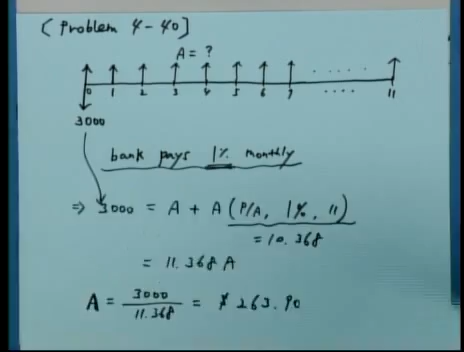 [Problem 4-40]
A = ?
0 1 2 3 4 5 6 7 ..... .... 11
3000
bank pays 1% monthly
⇒ 3000 = A + A (P/A, 1%, 11)
= 10.368
= 11.368 A
A = 3000 / 11.368 = $ 263.90